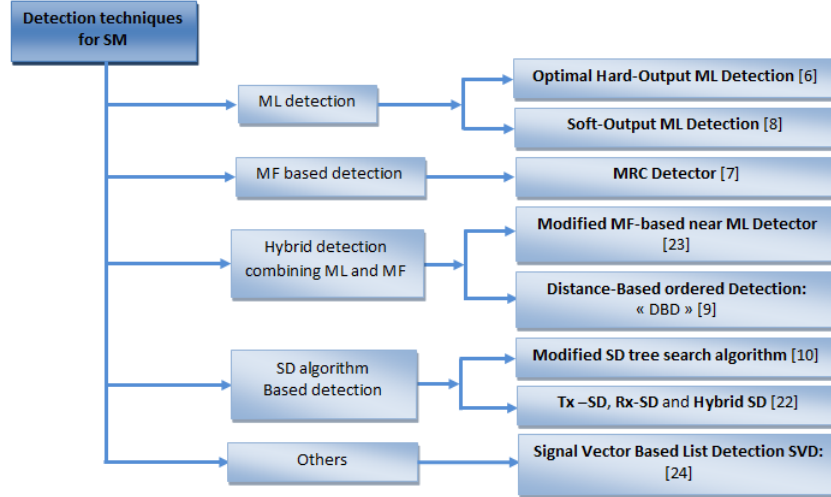 Detection techniques
for SM
ML detection
Optimal Hard-Output ML Detection [6]
Soft-Output ML Detection [8]
MF based detection
MRC Detector [7]
Hybrid detection
combining ML and MF
Modified MF-based near ML Detector
[23]
Distance-Based ordered Detection:
« DBD » [9]
SD algorithm
Based detection
Modified SD tree search algorithm [10]
Tx –SD, Rx-SD and Hybrid SD [22]
Others
Signal Vector Based List Detection SVD:
[24]